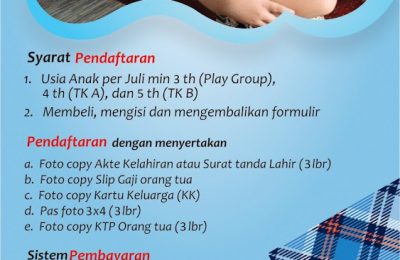 Syarat Pendaftaran
1. Usia Anak per Juli min 3 th (Play Group),
4 th (TK A), dan 5 th (TK B)
2. Membeli, mengisi dan mengembalikan formulir
Pendaftaran dengan menyertakan
a. Foto copy Akte Kelahiran atau Surat tanda Lahir (3 lbr)
b. Foto copy Slip Gaji orang tua
c. Foto copy Kartu Keluarga (KK)
d. Pas foto 3x4 (3 lbr)
e. Foto copy KTP Orang tua (3 lbr)
Sistem Pembayaran